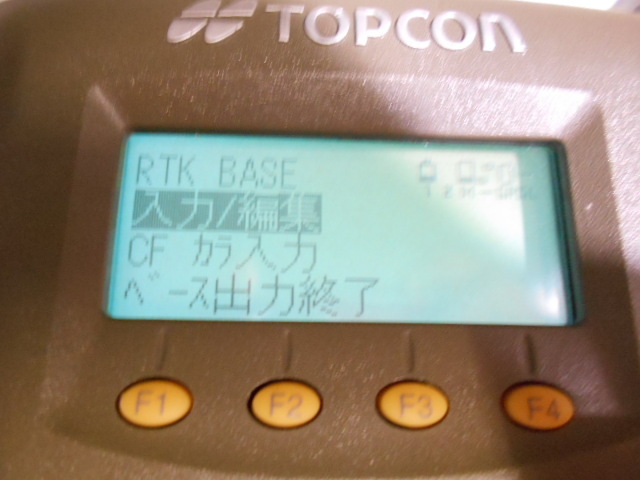 TOPCON
RTK BASE
入力/編集
CF カラ入力
ベース出力終了
F1 F2 F3 F4